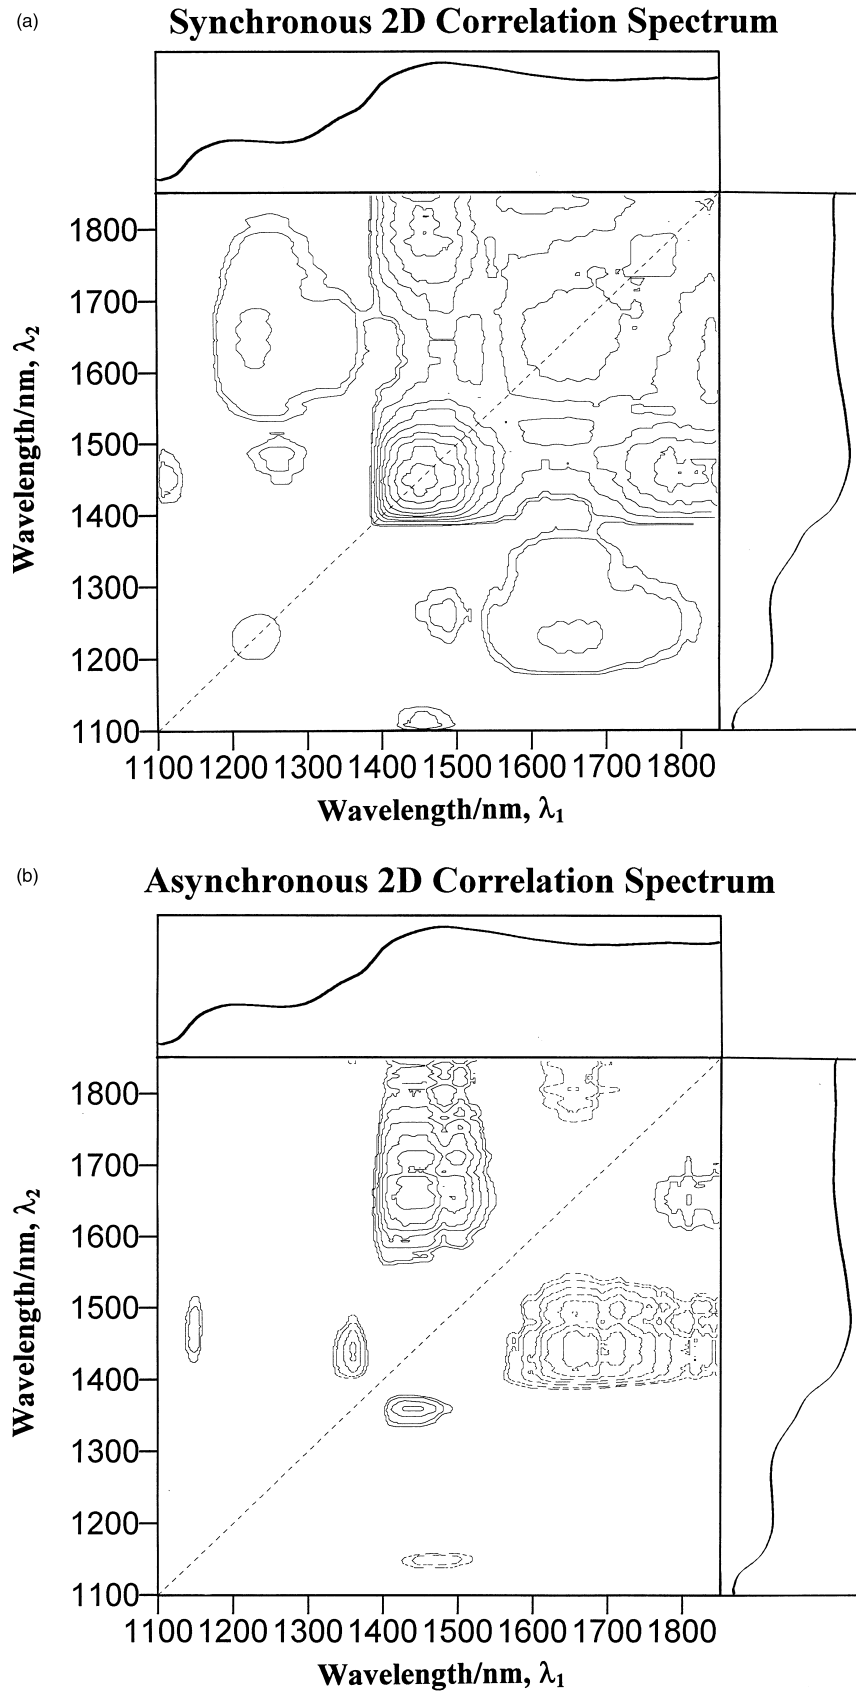 (a)
Synchronous 2D Correlation Spectrum
1800
1700
1600
1500
1400
1300
1200
1100
Wavelength/nm, λ2
1100 1200 1300 1400 1500 1600 1700 1800
Wavelength/nm, λ1
(b)
Asynchronous 2D Correlation Spectrum
1800
1700
1600
1500
1400
1300
1200
1100
Wavelength/nm, λ2
1100 1200 1300 1400 1500 1600 1700 1800
Wavelength/nm, λ1